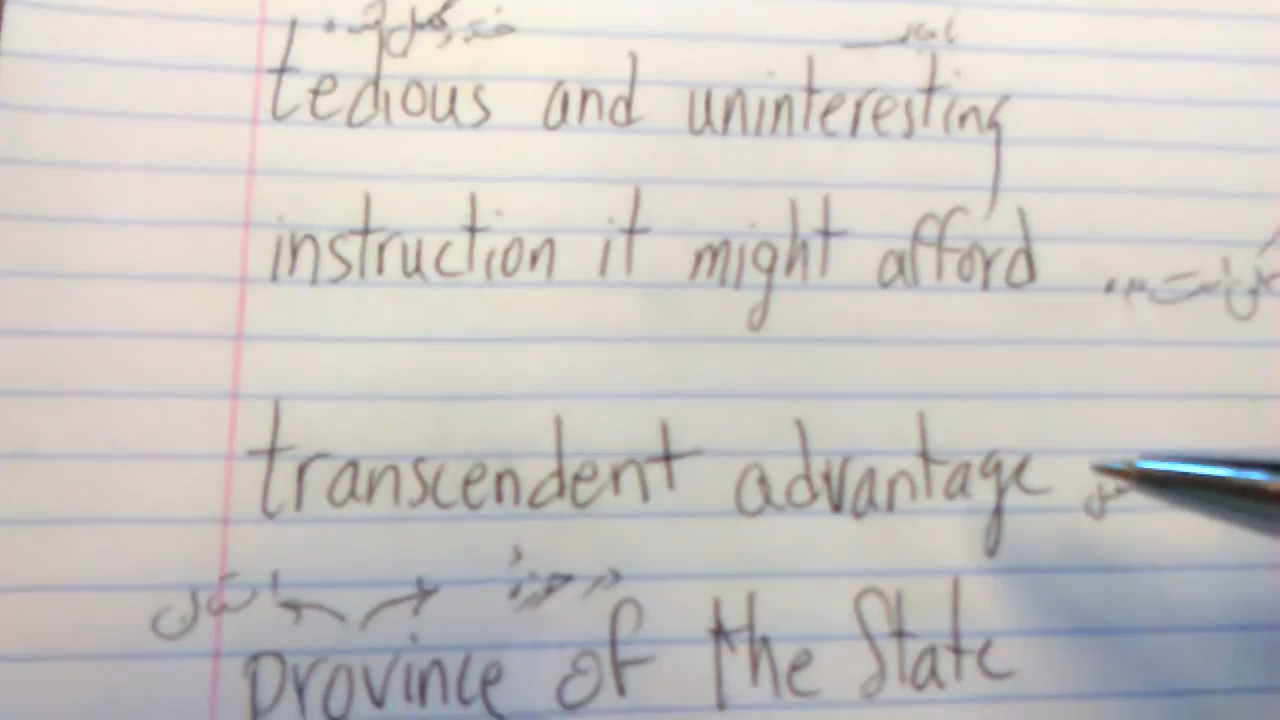 tedious and uninteresting
instruction it might afford
transcendent advantage
province of the State